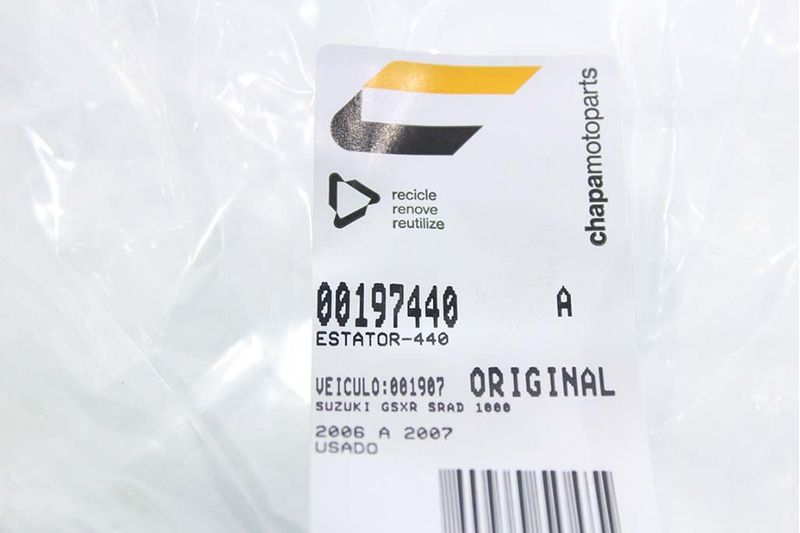 chapamotoparts
recicle
renove
reutilize
00197440 A
ESTATOR-440
VEICULO:001907 ORIGINAL
SUZUKI GSXR SRAD 1000
2006 A 2007
USADO